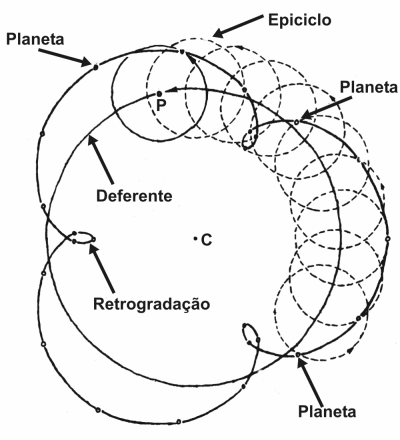 Epiciclo
Planeta
Planeta
P
Deferente
C
Retrogradação
Planeta